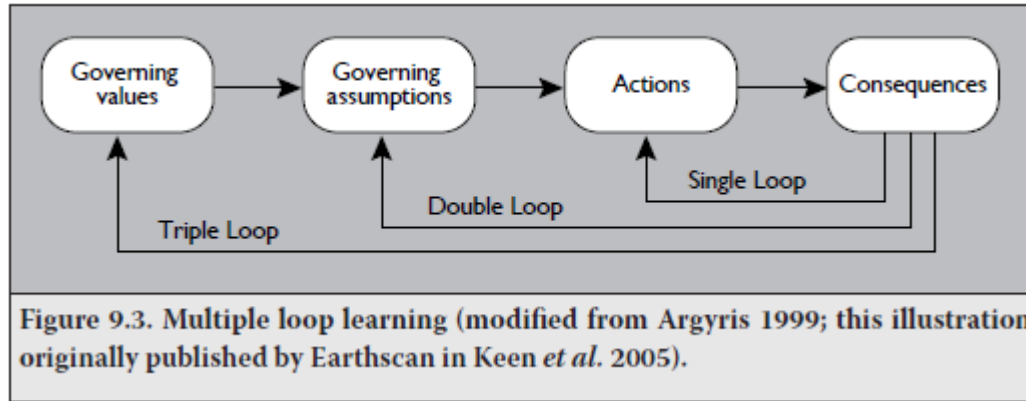 Governing
values
Governing
assumptions
Actions
Consequences
Single Loop
Double Loop
Triple Loop
Figure 9.3. Multiple loop learning (modified from Argyris 1999; this illustration
originally published by Earthscan in Keen et al. 2005).